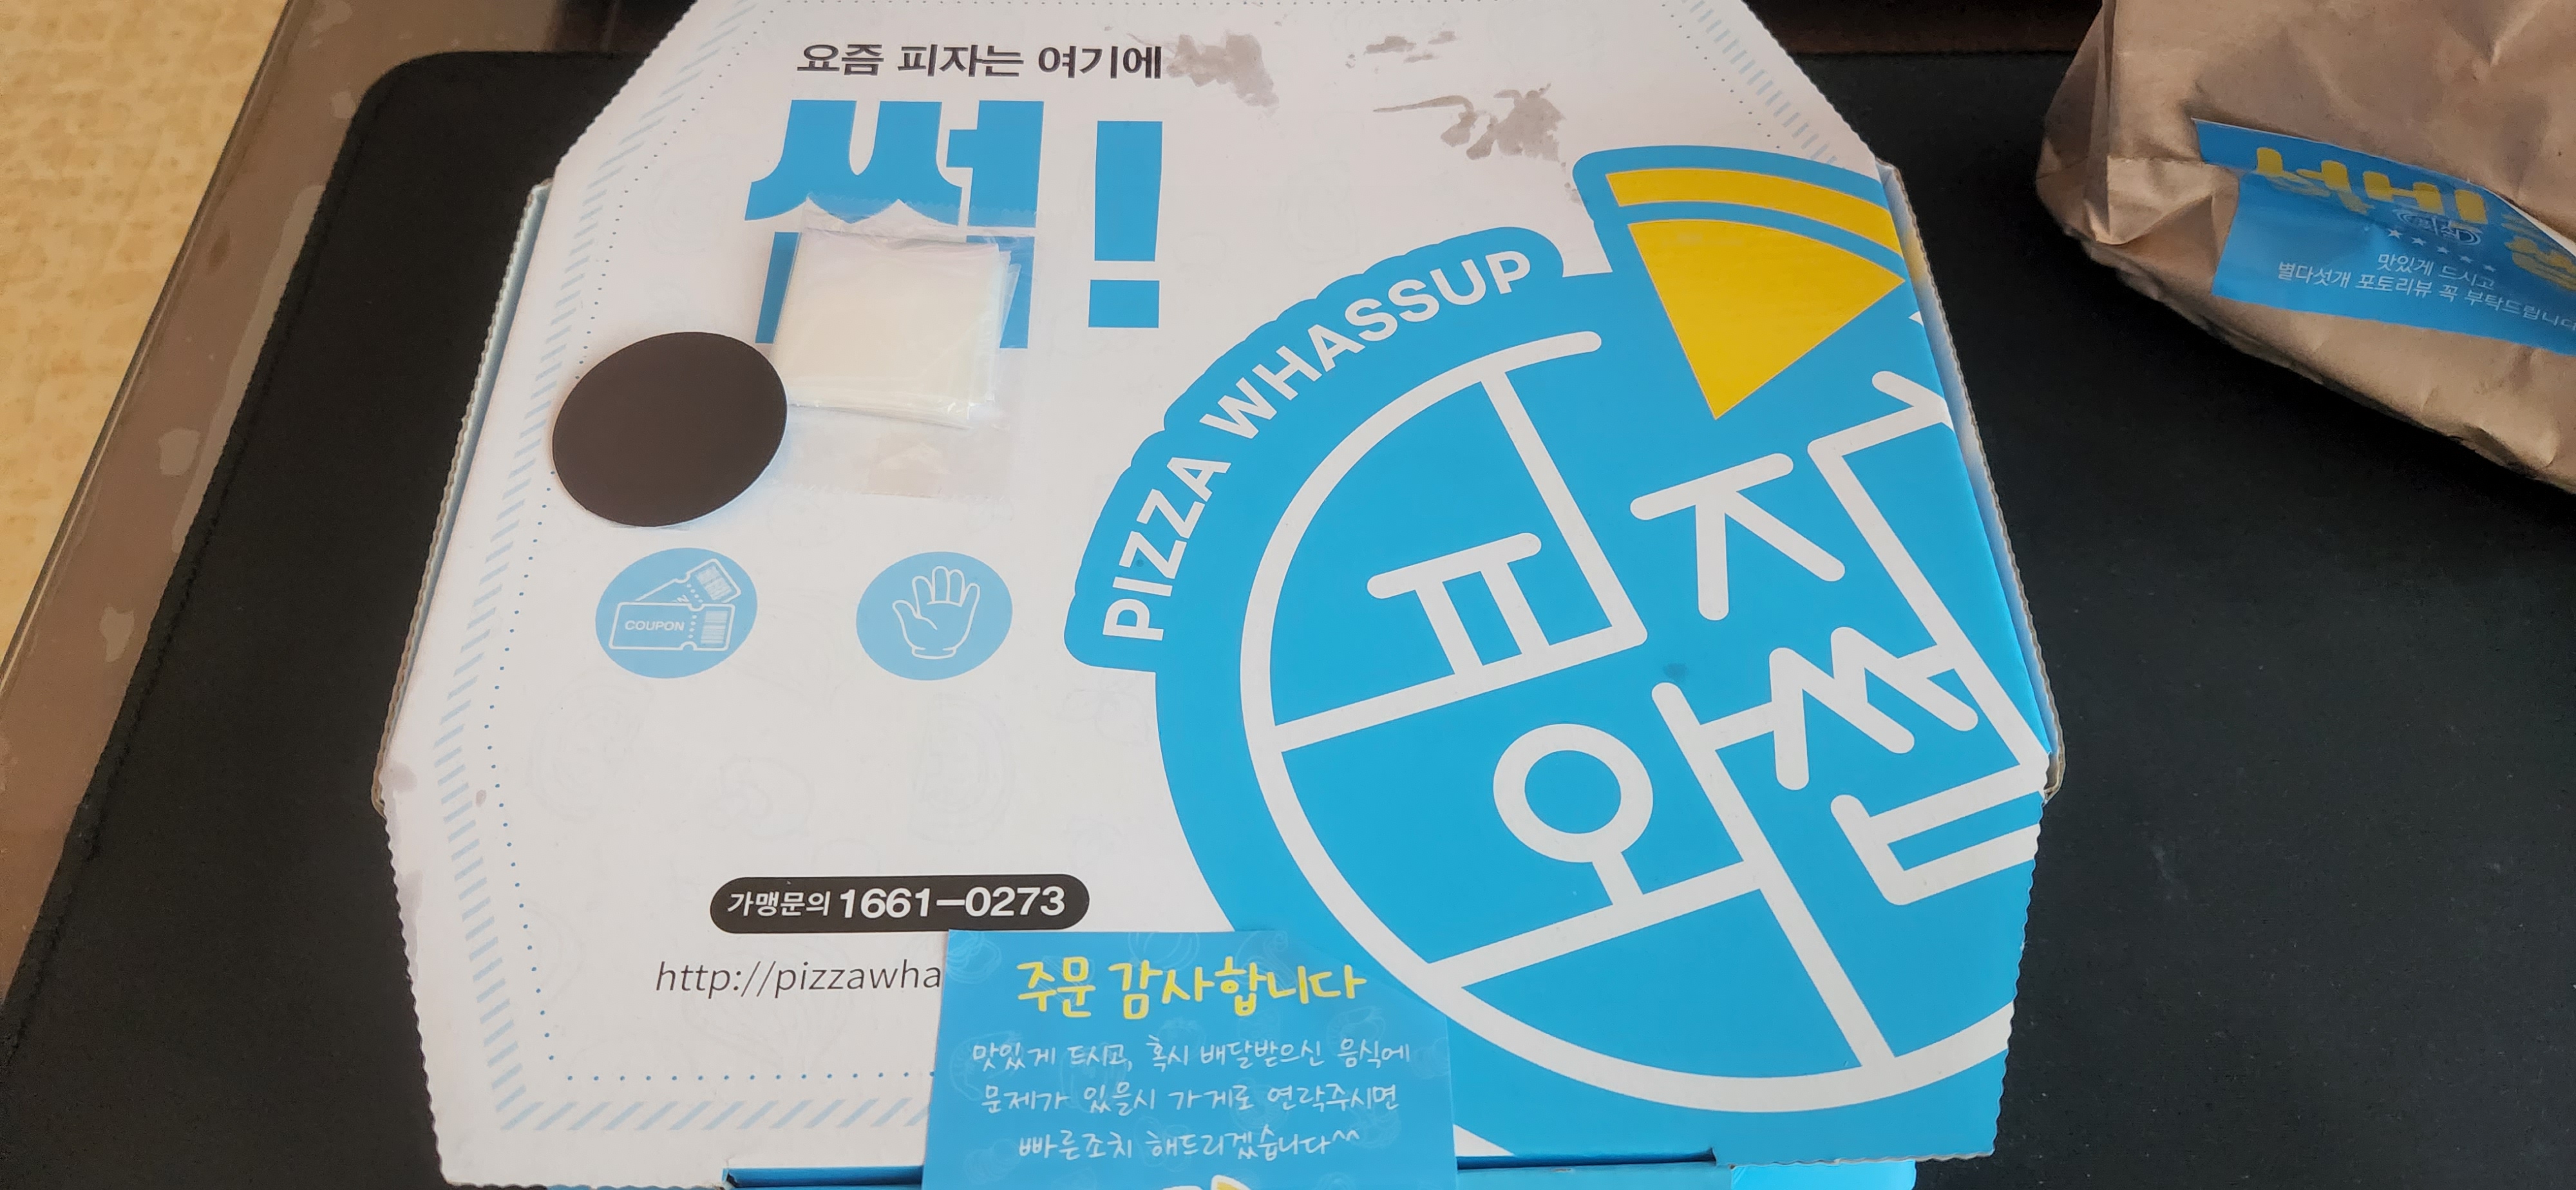 요즘 피자는 여기에
썹!
PIZZA WHASSUP
피자
와썹
COUPON
가맹문의 1661-0273
http://pizzawha
주문 감사합니다
맛있게 드시고, 혹시 배달받으신 음식에
문제가 있을시 가게로 연락주시면
빠른조치 해드리겠습니다^^
맛있게 드시고
별다섯개 포토리뷰 꼭 부탁드립니다